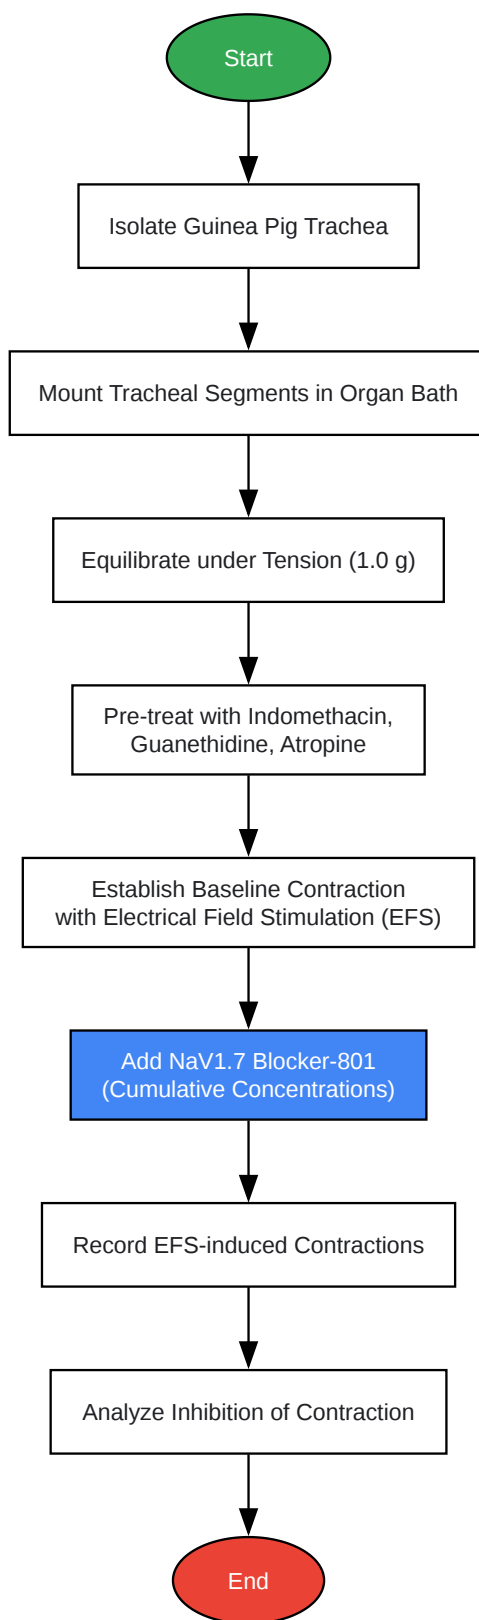 Start
Isolate Guinea Pig Trachea
Mount Tracheal Segments in Organ Bath
Equilibrate under Tension (1.0 g)
Pre-treat with Indomethacin,
Guanethidine, Atropine
Establish Baseline Contraction
with Electrical Field Stimulation (EFS)
Add NaV1.7 Blocker-801
(Cumulative Concentrations)
Record EFS-induced Contractions
Analyze Inhibition of Contraction
End